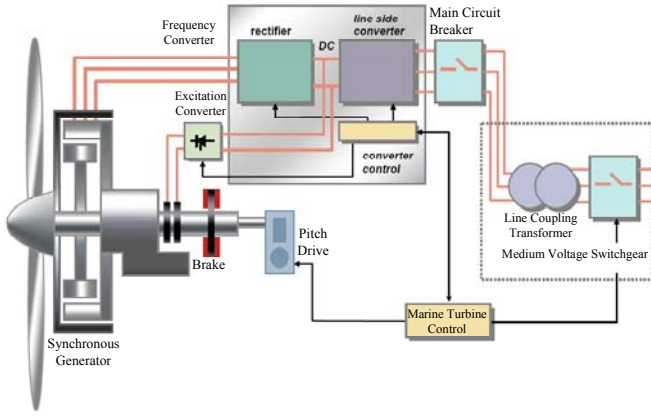 Frequency
Converter
rectifier
DC
line side
converter
Main Circuit
Breaker
Excitation
Converter
converter
control
Line Coupling
Transformer
Medium Voltage Switchgear
Pitch
Drive
Brake
Marine Turbine
Control
Synchronous
Generator